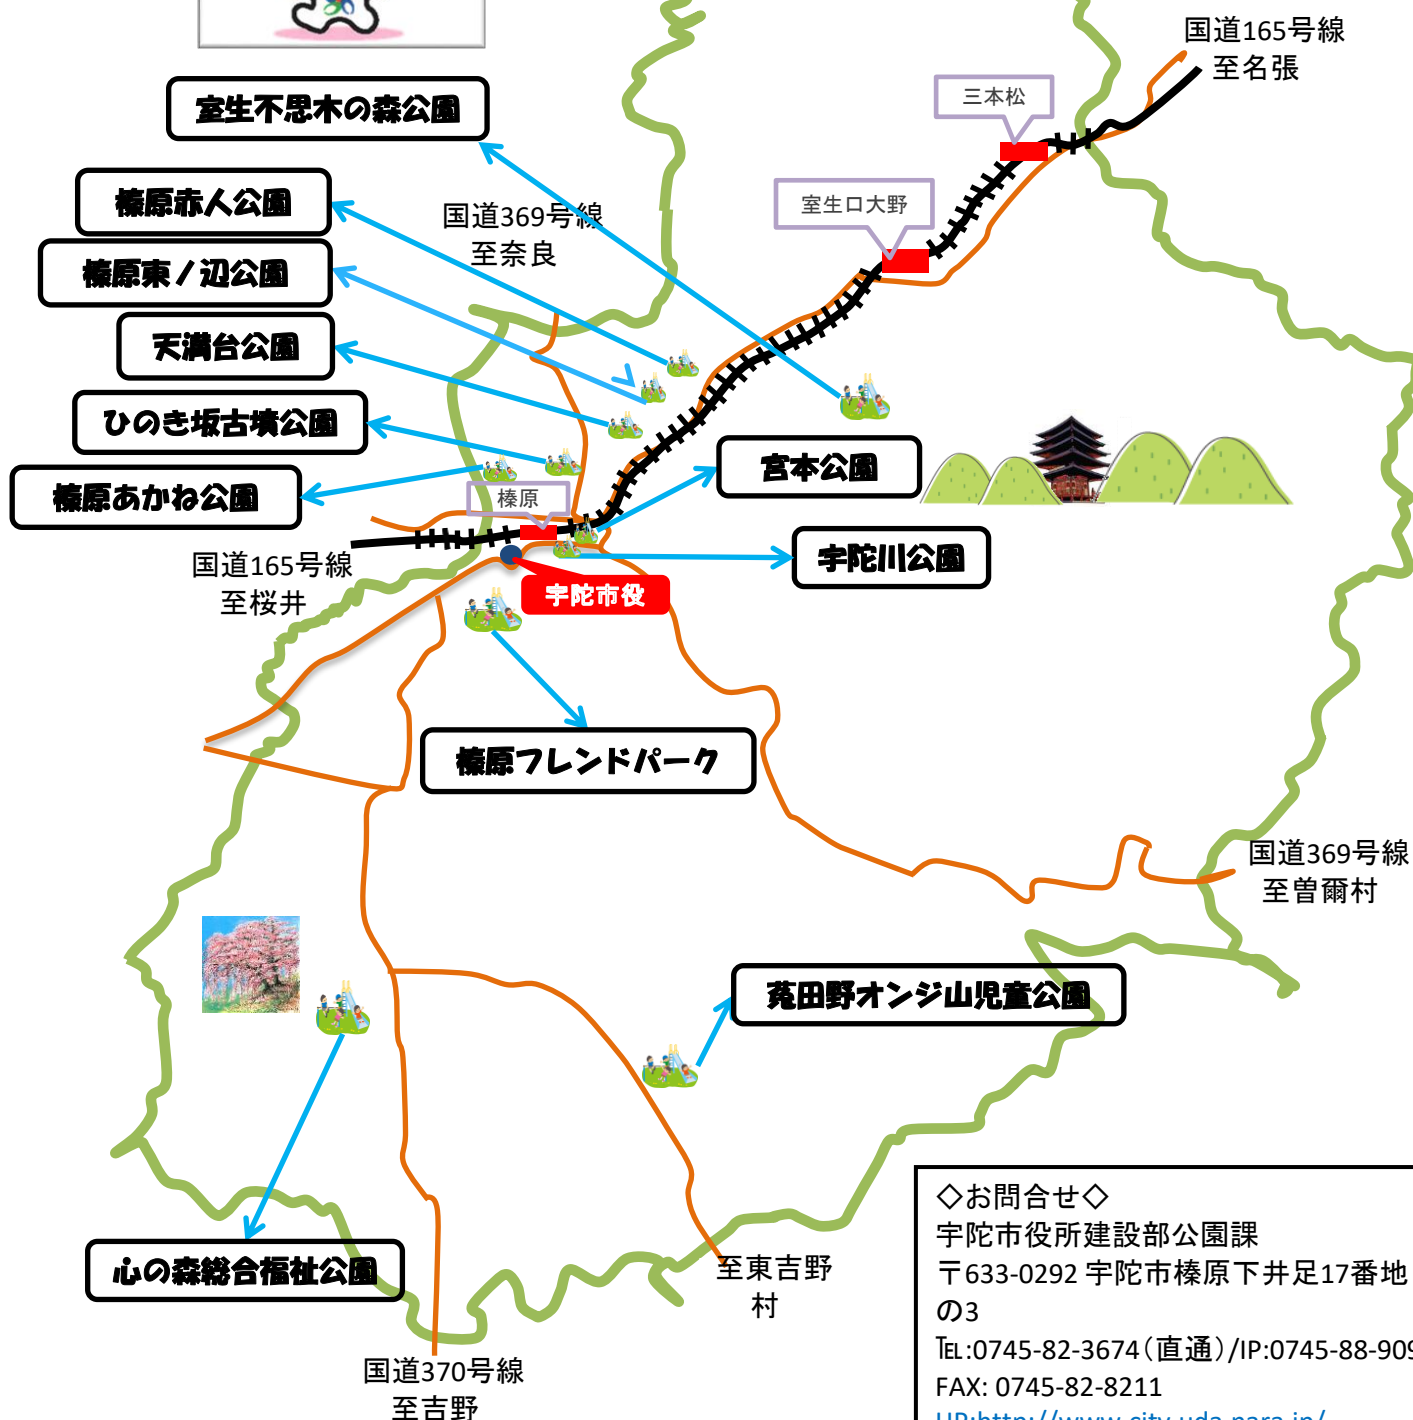 国道165号線
至名張
三本松
室生不思木の森公園
榛原赤人公園
国道369号線
至奈良
室生口大野
榛原東ノ辺公園
天満台公園
ひのき坂古墳公園
宮本公園
榛原あかね公園
榛原
国道165号線
至桜井
宇陀川公園
宇陀市役
榛原フレンドパーク
国道369号線
至曽爾村
菟田野オンジ山児童公園
心の森総合福祉公園
至東吉野
村
国道370号線
至吉野
◇お問合せ◇
宇陀市役所建設部公園課
〒633-0292 宇陀市榛原下井足17番地
の3
℡:0745-82-3674(直通)/IP:0745-88-909
FAX: 0745-82-8211
HP:http://www.city.uda.nara.jp/